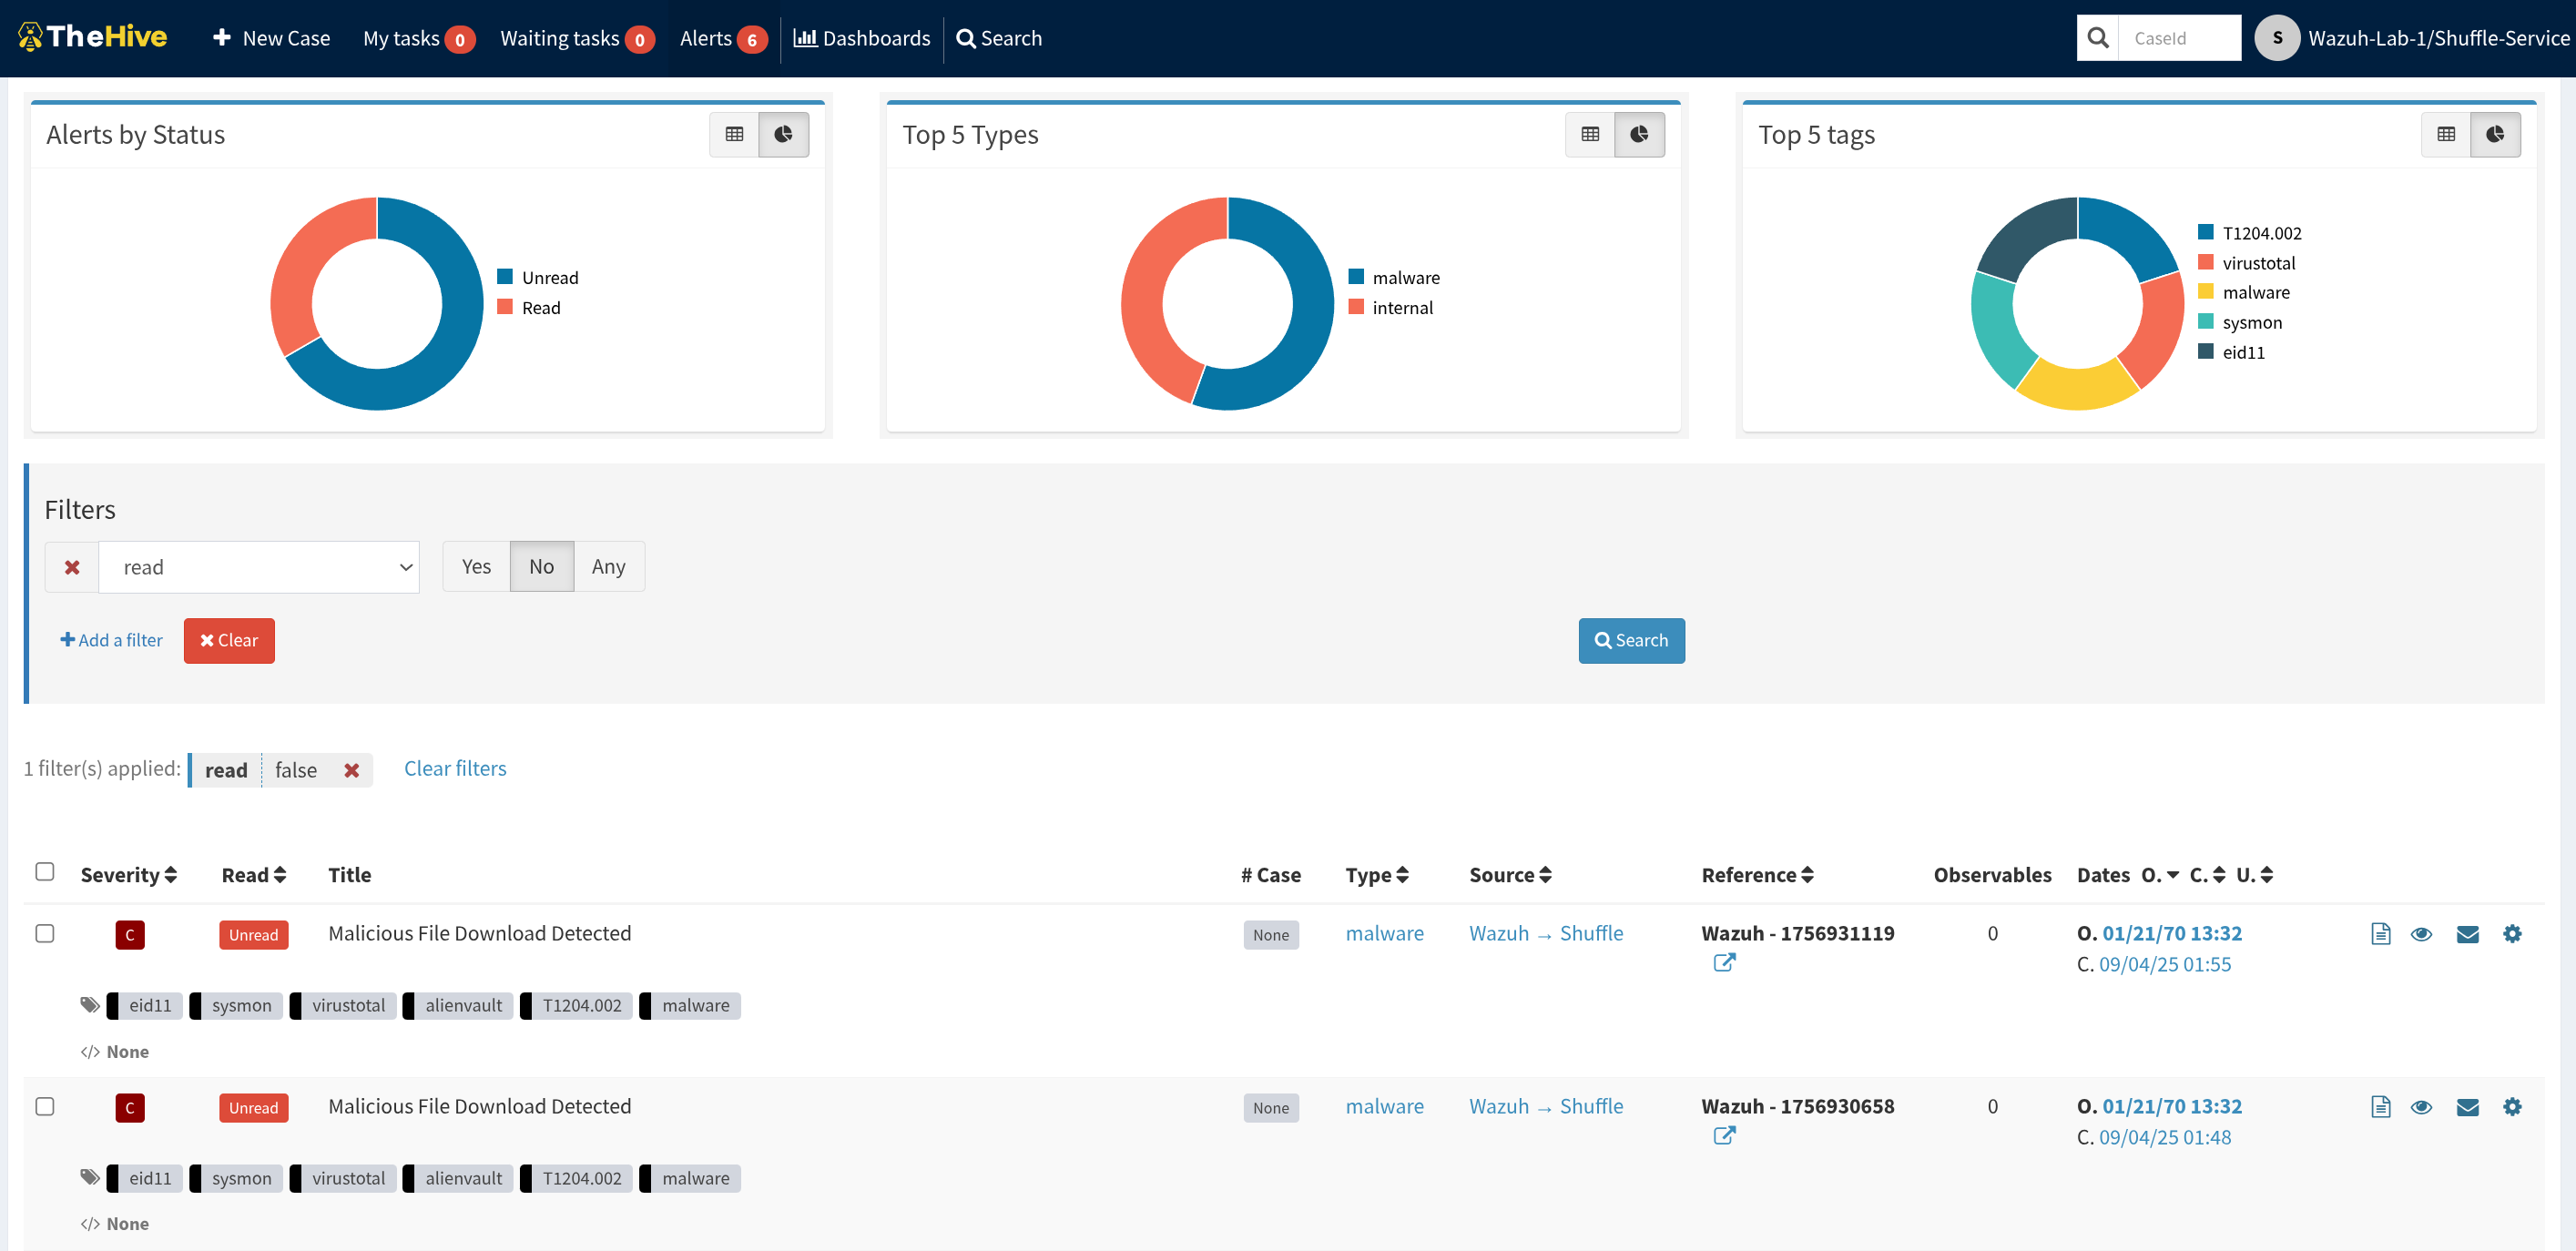 TheHive New Case My tasks 0 Waiting tasks 0 Alerts 6 Dashboards Search CaseId S Wazuh-Lab-1/Shuffle-Service
Alerts by Status
Unread
Read
Top 5 Types
malware
internal
Top 5 tags
T1204.002
virustotal
malware
sysmon
eid11
Filters
read Yes No Any
Add a filter Clear Search
1 filter(s) applied: read false Clear filters
Severity Read Title # Case Type Source Reference Observables Dates O. C. U.
C Unread Malicious File Download Detected None malware Wazuh → Shuffle Wazuh - 1756931119 0 O. 01/21/70 13:32
C. 09/04/25 01:55
eid11 sysmon virustotal alienvault T1204.002 malware
</> None
C Unread Malicious File Download Detected None malware Wazuh → Shuffle Wazuh - 1756930658 0 O. 01/21/70 13:32
C. 09/04/25 01:48
eid11 sysmon virustotal alienvault T1204.002 malware
</> None